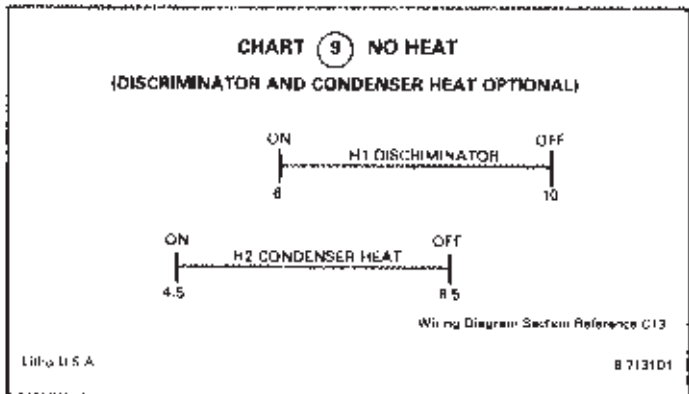 CHART 9 NO HEAT
(DISCRIMINATOR AND CONDENSER HEAT OPTIONAL)
ON H1 DISCRIMINATOR OFF
6 10
ON H2 CONDENSER HEAT OFF
4.5 8.5
Wiring Diagram Section Reference C13
Litho U.S.A.
B713101